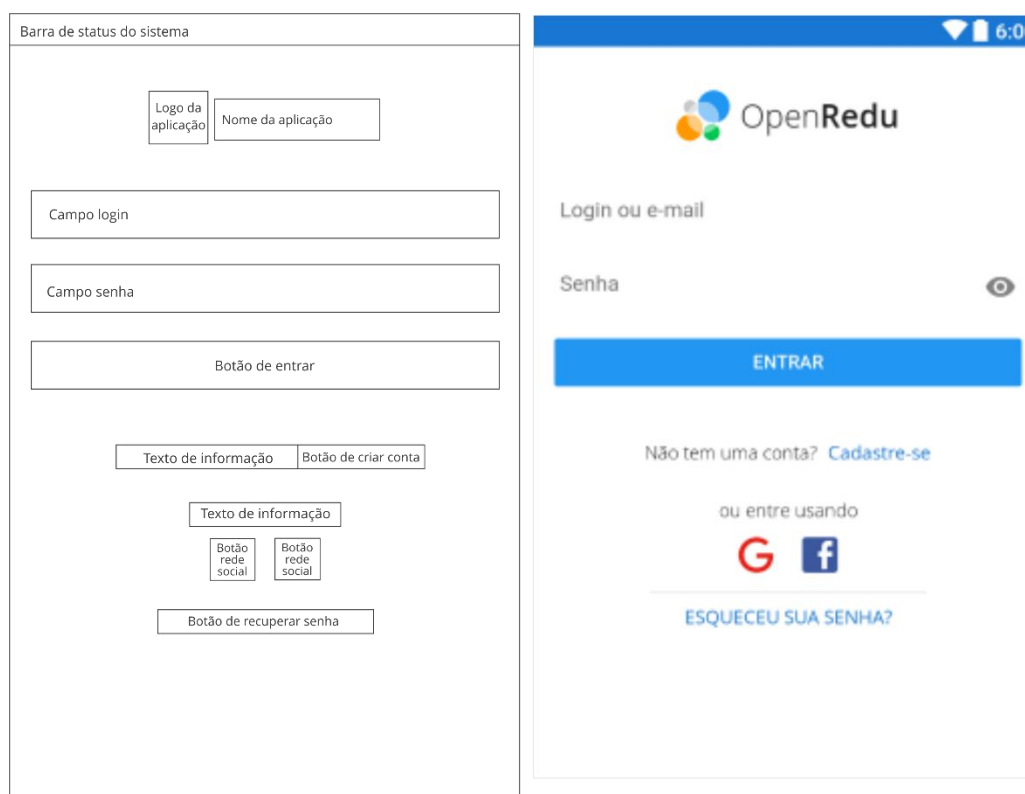 Barra de status do sistema
Logo da
aplicação
Nome da aplicação
Campo login
Campo senha
Botão de entrar
Texto de informação
Botão de criar conta
Texto de informação
Botão
rede
social
Botão
rede
social
Botão de recuperar senha
6:0
OpenRedu
Login ou e-mail
Senha
ENTRAR
Não tem uma conta? Cadastre-se
ou entre usando
G f
ESQUECEU SUA SENHA?